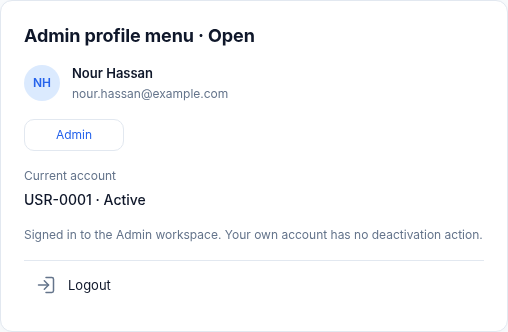 Admin profile menu · Open
NH
Nour Hassan
nour.hassan@example.com
Admin
Current account
USR-0001 · Active
Signed in to the Admin workspace. Your own account has no deactivation action.
Logout